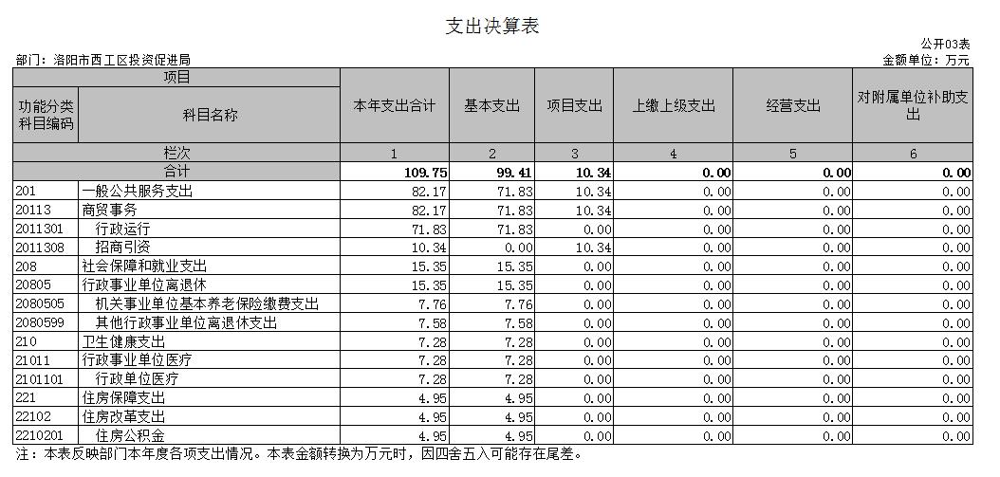 支出决算表
公开03表
部门：洛阳市西工区投资促进局 金额单位：万元
项目 本年支出合计 基本支出 项目支出 上缴上级支出 经营支出 对附属单位补助支出
功能分类科目编码 科目名称
栏次 1 2 3 4 5 6
合计 109.75 99.41 10.34 0.00 0.00 0.00
201 一般公共服务支出 82.17 71.83 10.34 0.00 0.00 0.00
20113 商贸事务 82.17 71.83 10.34 0.00 0.00 0.00
2011301 行政运行 71.83 71.83 0.00 0.00 0.00 0.00
2011308 招商引资 10.34 0.00 10.34 0.00 0.00 0.00
208 社会保障和就业支出 15.35 15.35 0.00 0.00 0.00 0.00
20805 行政事业单位离退休 15.35 15.35 0.00 0.00 0.00 0.00
2080505 机关事业单位基本养老保险缴费支出 7.76 7.76 0.00 0.00 0.00 0.00
2080599 其他行政事业单位离退休支出 7.58 7.58 0.00 0.00 0.00 0.00
210 卫生健康支出 7.28 7.28 0.00 0.00 0.00 0.00
21011 行政事业单位医疗 7.28 7.28 0.00 0.00 0.00 0.00
2101101 行政单位医疗 7.28 7.28 0.00 0.00 0.00 0.00
221 住房保障支出 4.95 4.95 0.00 0.00 0.00 0.00
22102 住房改革支出 4.95 4.95 0.00 0.00 0.00 0.00
2210201 住房公积金 4.95 4.95 0.00 0.00 0.00 0.00
注：本表反映部门本年度各项支出情况。本表金额转换为万元时，因四舍五入可能存在尾差。